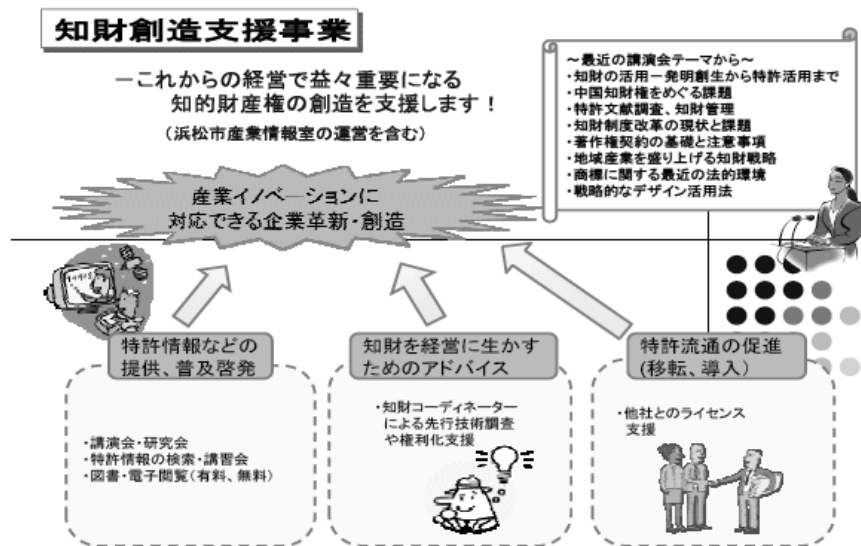 知財創造支援事業
－これからの経営で益々重要になる
知的財産権の創造を支援します！
（浜松市産業情報室の運営を含む）
～最近の講演会テーマから～
・知財の活用－発明創生から特許活用まで
・中国知財権をめぐる課題
・特許文献調査、知財管理
・知財制度改革の現状と課題
・著作権契約の基礎と注意事項
・地域産業を盛り上げる知財戦略
・商標に関する最近の法的環境
・戦略的なデザイン活用法
産業イノベーションに
対応できる企業革新・創造
特許情報などの
提供、普及啓発
・講演会・研究会
・特許情報の検索・講習会
・図書・電子閲覧(有料、無料)
知財を経営に生かす
ためのアドバイス
・知財コーディネーター
による先行技術調査
や権利化支援
特許流通の促進
(移転、導入)
・他社とのライセンス
支援